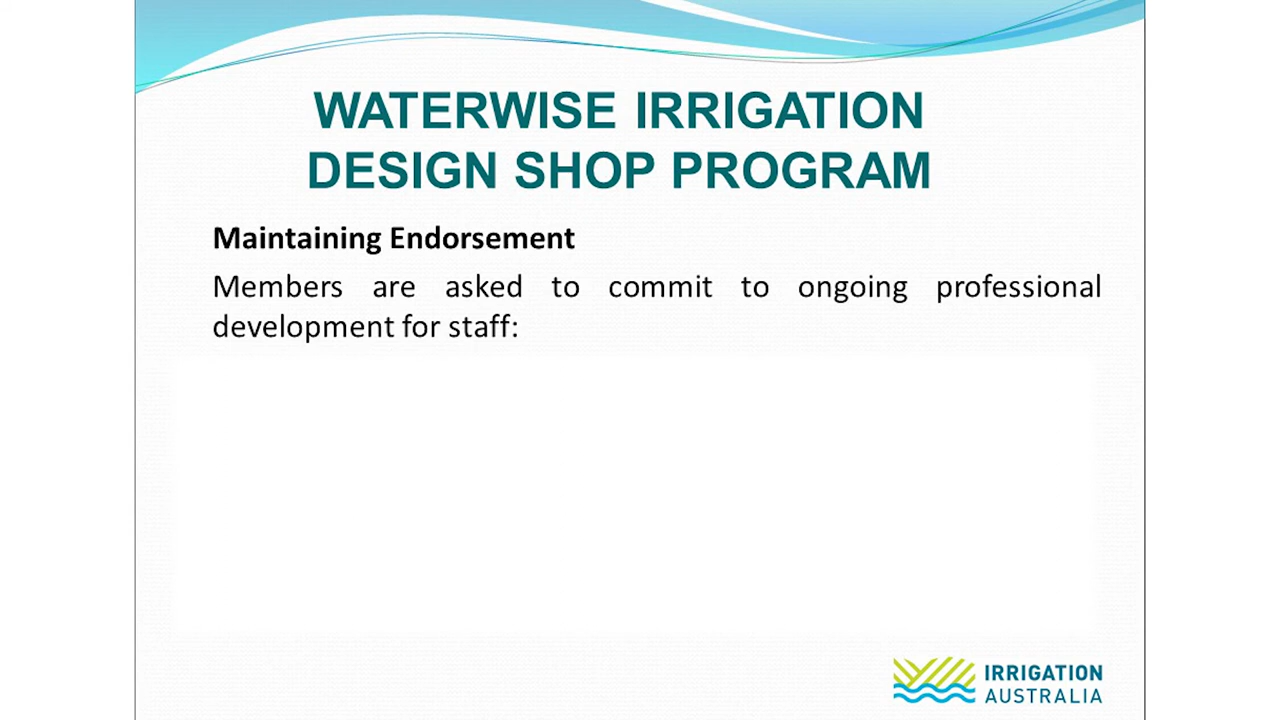 WATERWISE IRRIGATION
DESIGN SHOP PROGRAM
Maintaining Endorsement
Members are asked to commit to ongoing professional
development for staff:
IRRIGATION
AUSTRALIA